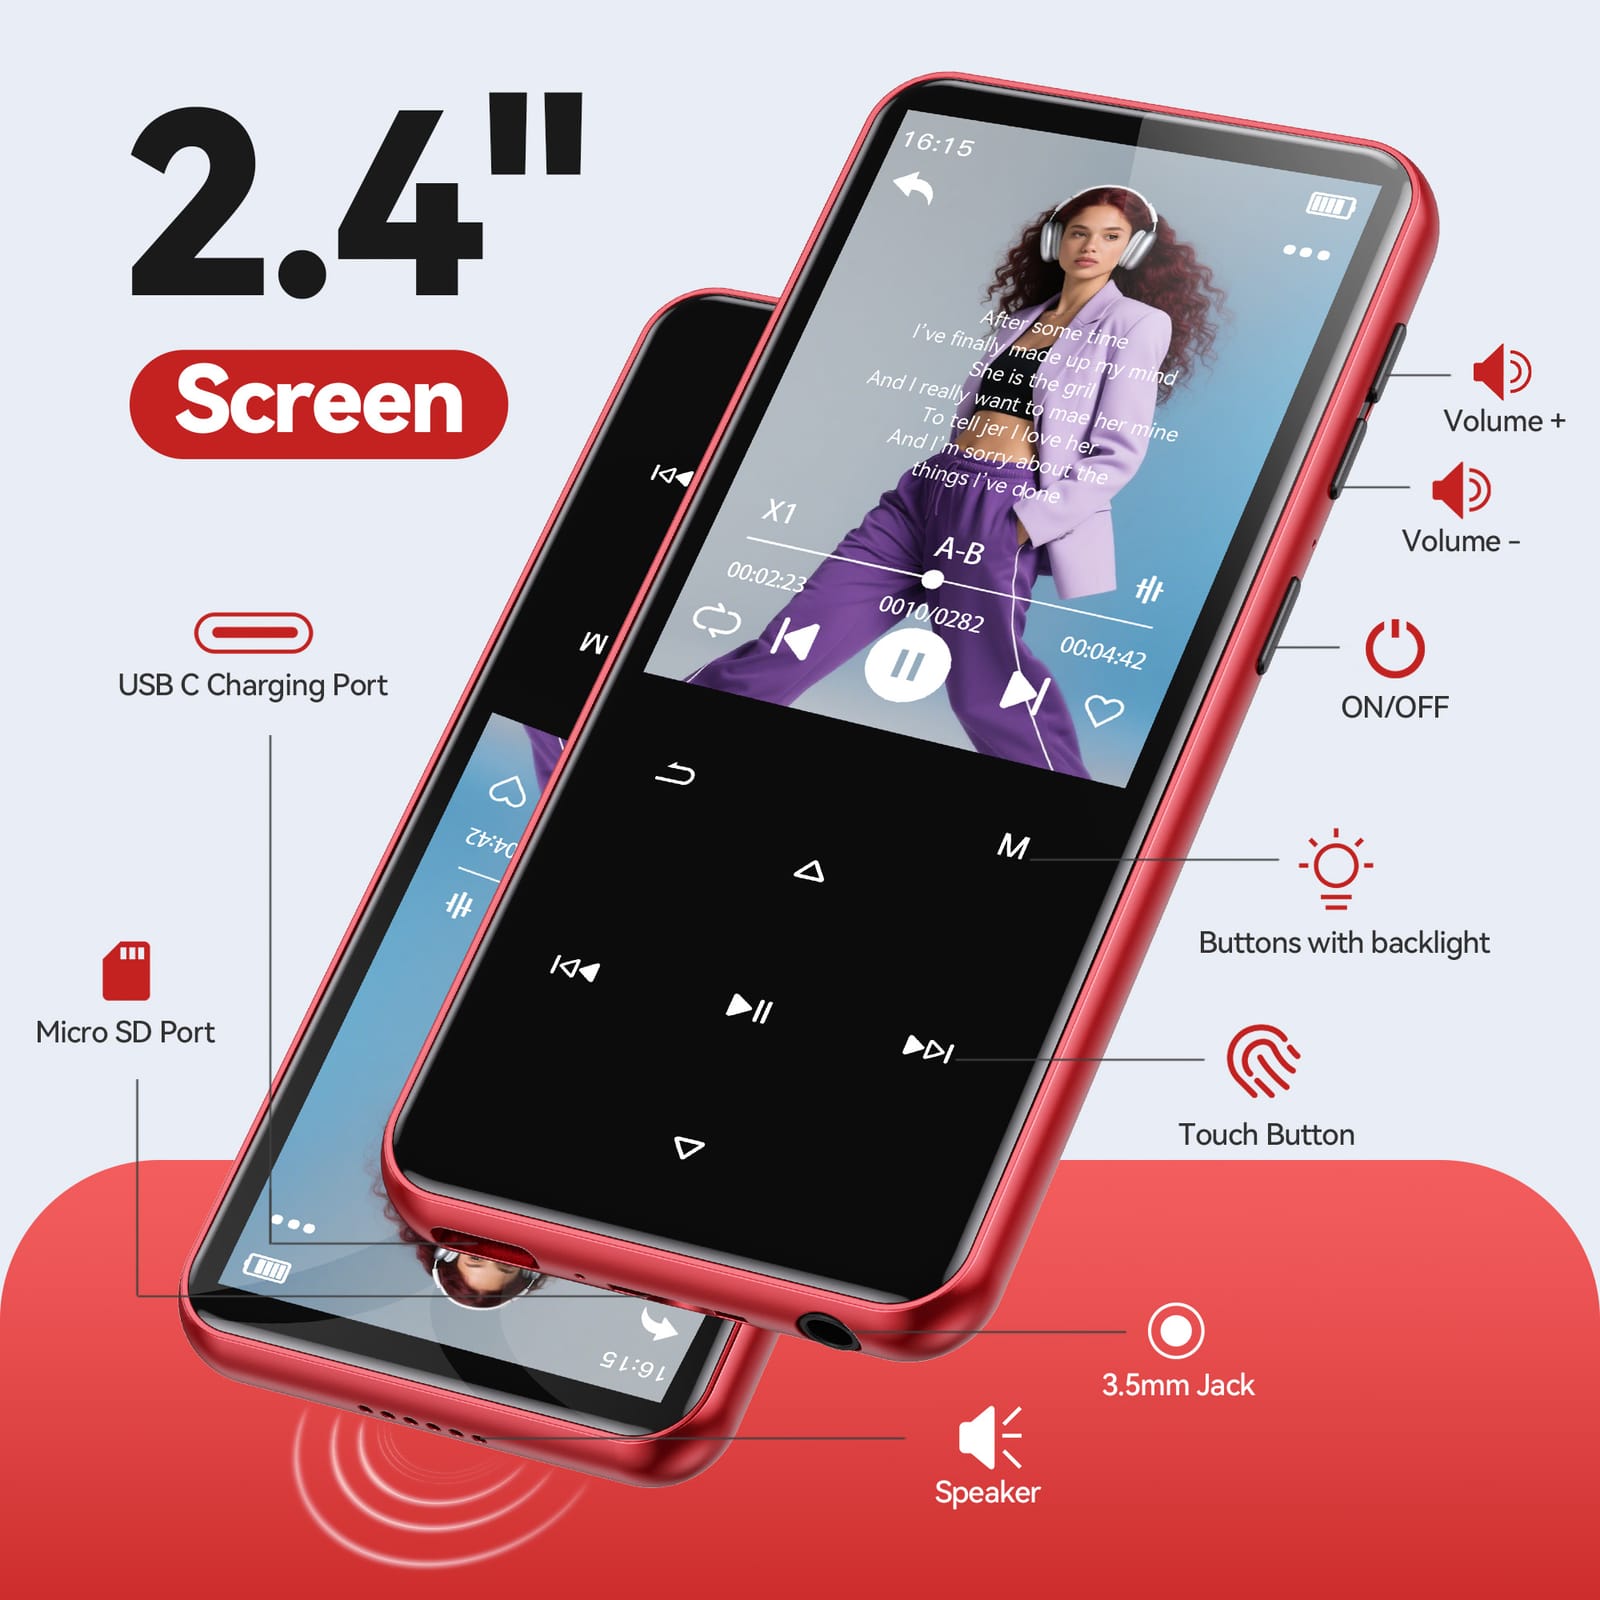 2.4"
Screen
16:15
After some time
I've finally made up my mind
She is the gril
And I really want to mae her mine
To tell jer I love her
And I'm sorry about the
things I've done
X1
A-B
00:02:23
0010/0282
00:04:42
M
Volume +
Volume -
ON/OFF
Buttons with backlight
Touch Button
3.5mm Jack
Speaker
USB C Charging Port
Micro SD Port
M
04:42
16:15